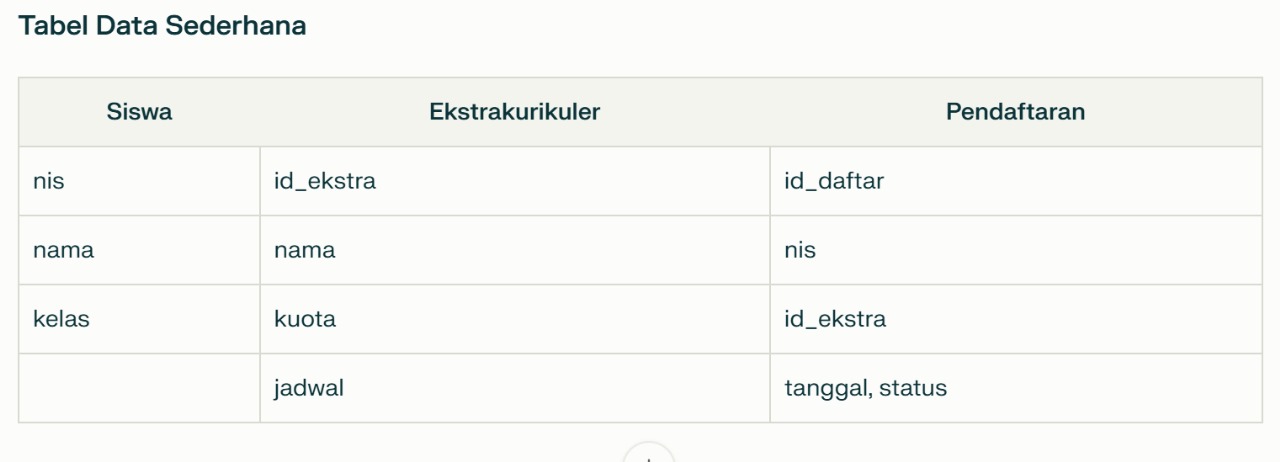 Tabel Data Sederhana
Siswa Ekstrakurikuler Pendaftaran
nis id_ekstra id_daftar
nama nama nis
kelas kuota id_ekstra
jadwal tanggal, status